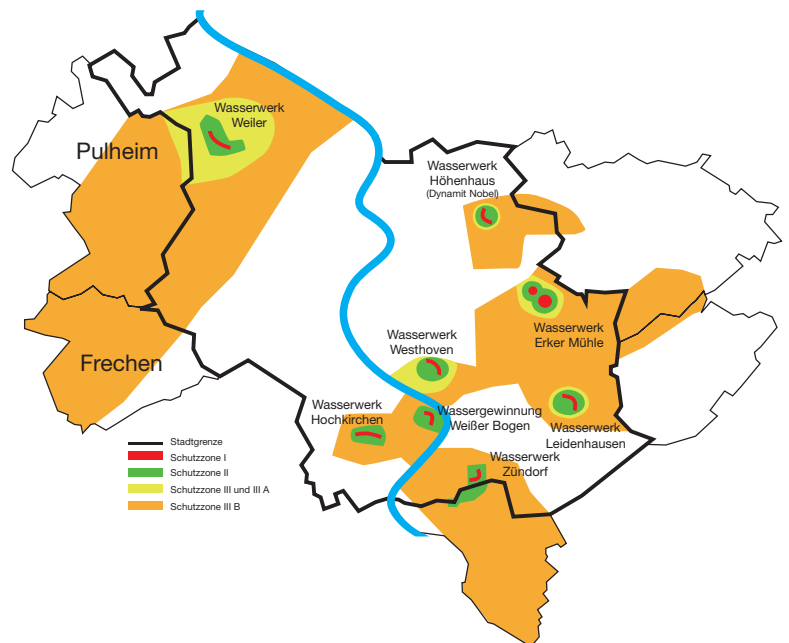 Wasserwerk
Weiler
Pulheim
Wasserwerk
Höhenhaus
(Dynamit Nobel)
Wasserwerk
Erker Mühle
Wasserwerk
Westhoven
Frechen
Wasserwerk
Hochkirchen
Wassergewinnung
Weißer Bogen
Wasserwerk
Leidenhausen
Wasserwerk
Zündorf
Stadtgrenze
Schutzzone I
Schutzzone II
Schutzzone III und III A
Schutzzone III B